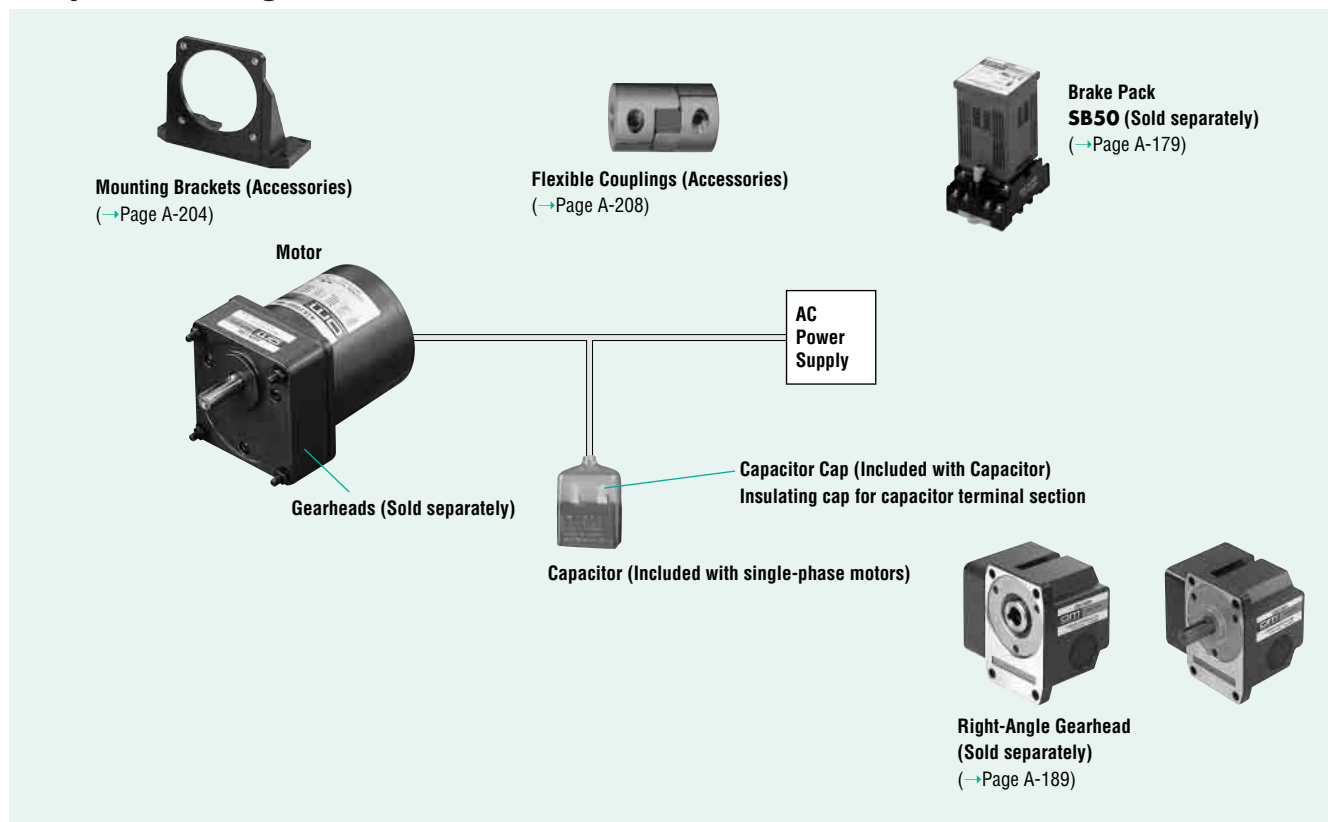 Mounting Brackets (Accessories)
(→Page A-204)
Flexible Couplings (Accessories)
(→Page A-208)
Brake Pack
SB50 (Sold separately)
(→Page A-179)
Motor
AC
Power
Supply
Gearheads (Sold separately)
Capacitor Cap (Included with Capacitor)
Insulating cap for capacitor terminal section
Capacitor (Included with single-phase motors)
Right-Angle Gearhead
(Sold separately)
(→Page A-189)